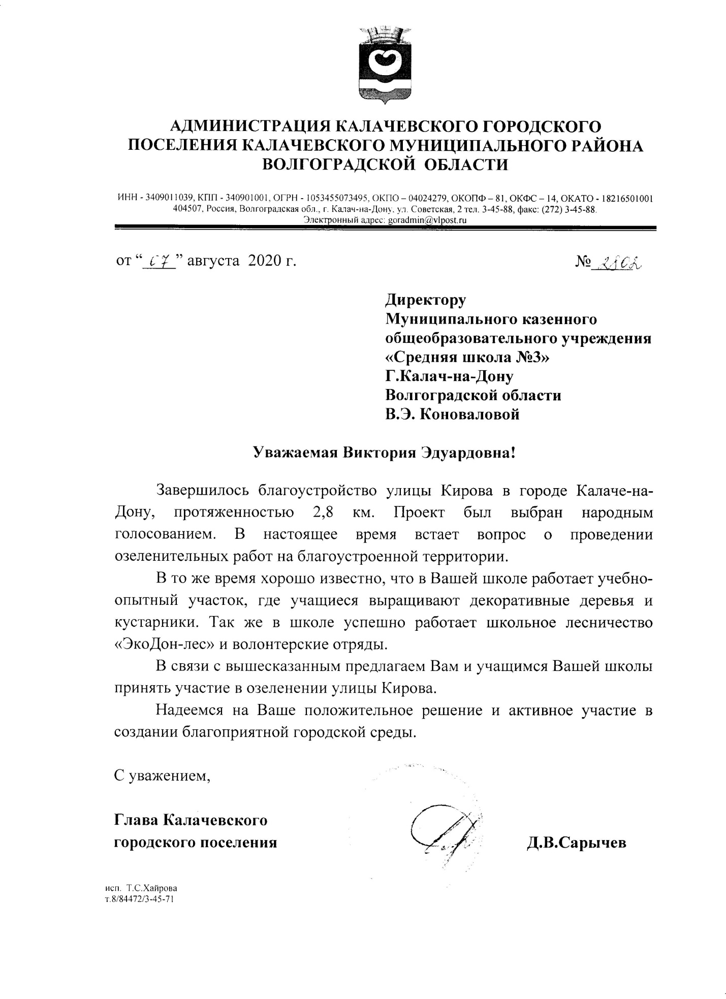 АДМИНИСТРАЦИЯ КАЛАЧЕВСКОГО ГОРОДСКОГО
ПОСЕЛЕНИЯ КАЛАЧЕВСКОГО МУНИЦИПАЛЬНОГО РАЙОНА
ВОЛГОГРАДСКОЙ ОБЛАСТИ
ИНН - 3409011039, КПП - 340901001, ОГРН - 1053455073495, ОКПО – 04024279, ОКОПФ – 81, ОКФС – 14, ОКАТО - 18216501001
404507, Россия, Волгоградская обл., г. Калач-на-Дону, ул. Советская, 2 тел. 3-45-88, факс: (272) 3-45-88.
Электронный адрес: goradmin@vlpost.ru
от “07” августа 2020 г.
№
Директору
Муниципального казенного
общеобразовательного учреждения
«Средняя школа №3»
Г.Калач-на-Дону
Волгоградской области
В.Э. Коноваловой
Уважаемая Виктория Эдуардовна!
Завершилось благоустройство улицы Кирова в городе Калаче-на-
Дону, протяженностью 2,8 км. Проект был выбран народным
голосованием. В настоящее время встает вопрос о проведении
озеленительных работ на благоустроенной территории.
В то же время хорошо известно, что в Вашей школе работает учебно-
опытный участок, где учащиеся выращивают декоративные деревья и
кустарники. Так же в школе успешно работает школьное лесничество
«ЭкоДон-лес» и волонтерские отряды.
В связи с вышесказанным предлагаем Вам и учащимся Вашей школы
принять участие в озеленении улицы Кирова.
Надеемся на Ваше положительное решение и активное участие в
создании благоприятной городской среды.
С уважением,
Глава Калачевского
городского поселения
Д.В.Сарычев
исп. Т.С.Хайрова
т.8/84472/3-45-71